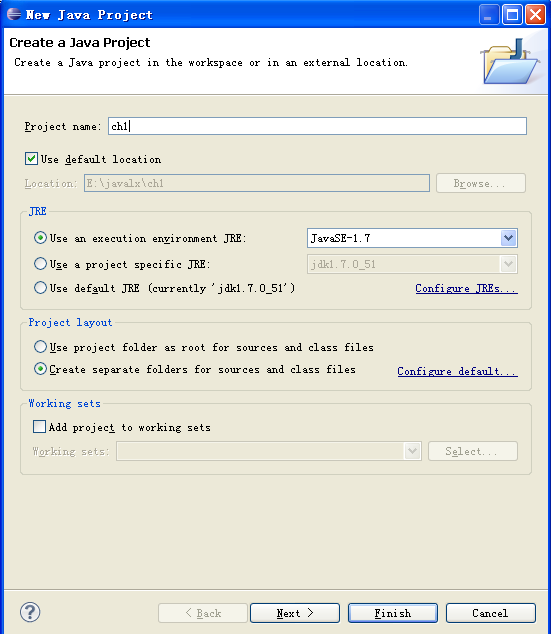 New Java Project
Create a Java Project
Create a Java project in the workspace or in an external location.
Project name: ch1
Use default location
Location: E:\javalx\ch1 Browse...
JRE
Use an execution environment JRE: JavaSE-1.7
Use a project specific JRE: jdk1.7.0_51
Use default JRE (currently 'jdk1.7.0_51') Configure JREs...
Project layout
Use project folder as root for sources and class files
Create separate folders for sources and class files Configure default...
Working sets
Add project to working sets
Working sets: Select...
? < Back Next > Finish Cancel